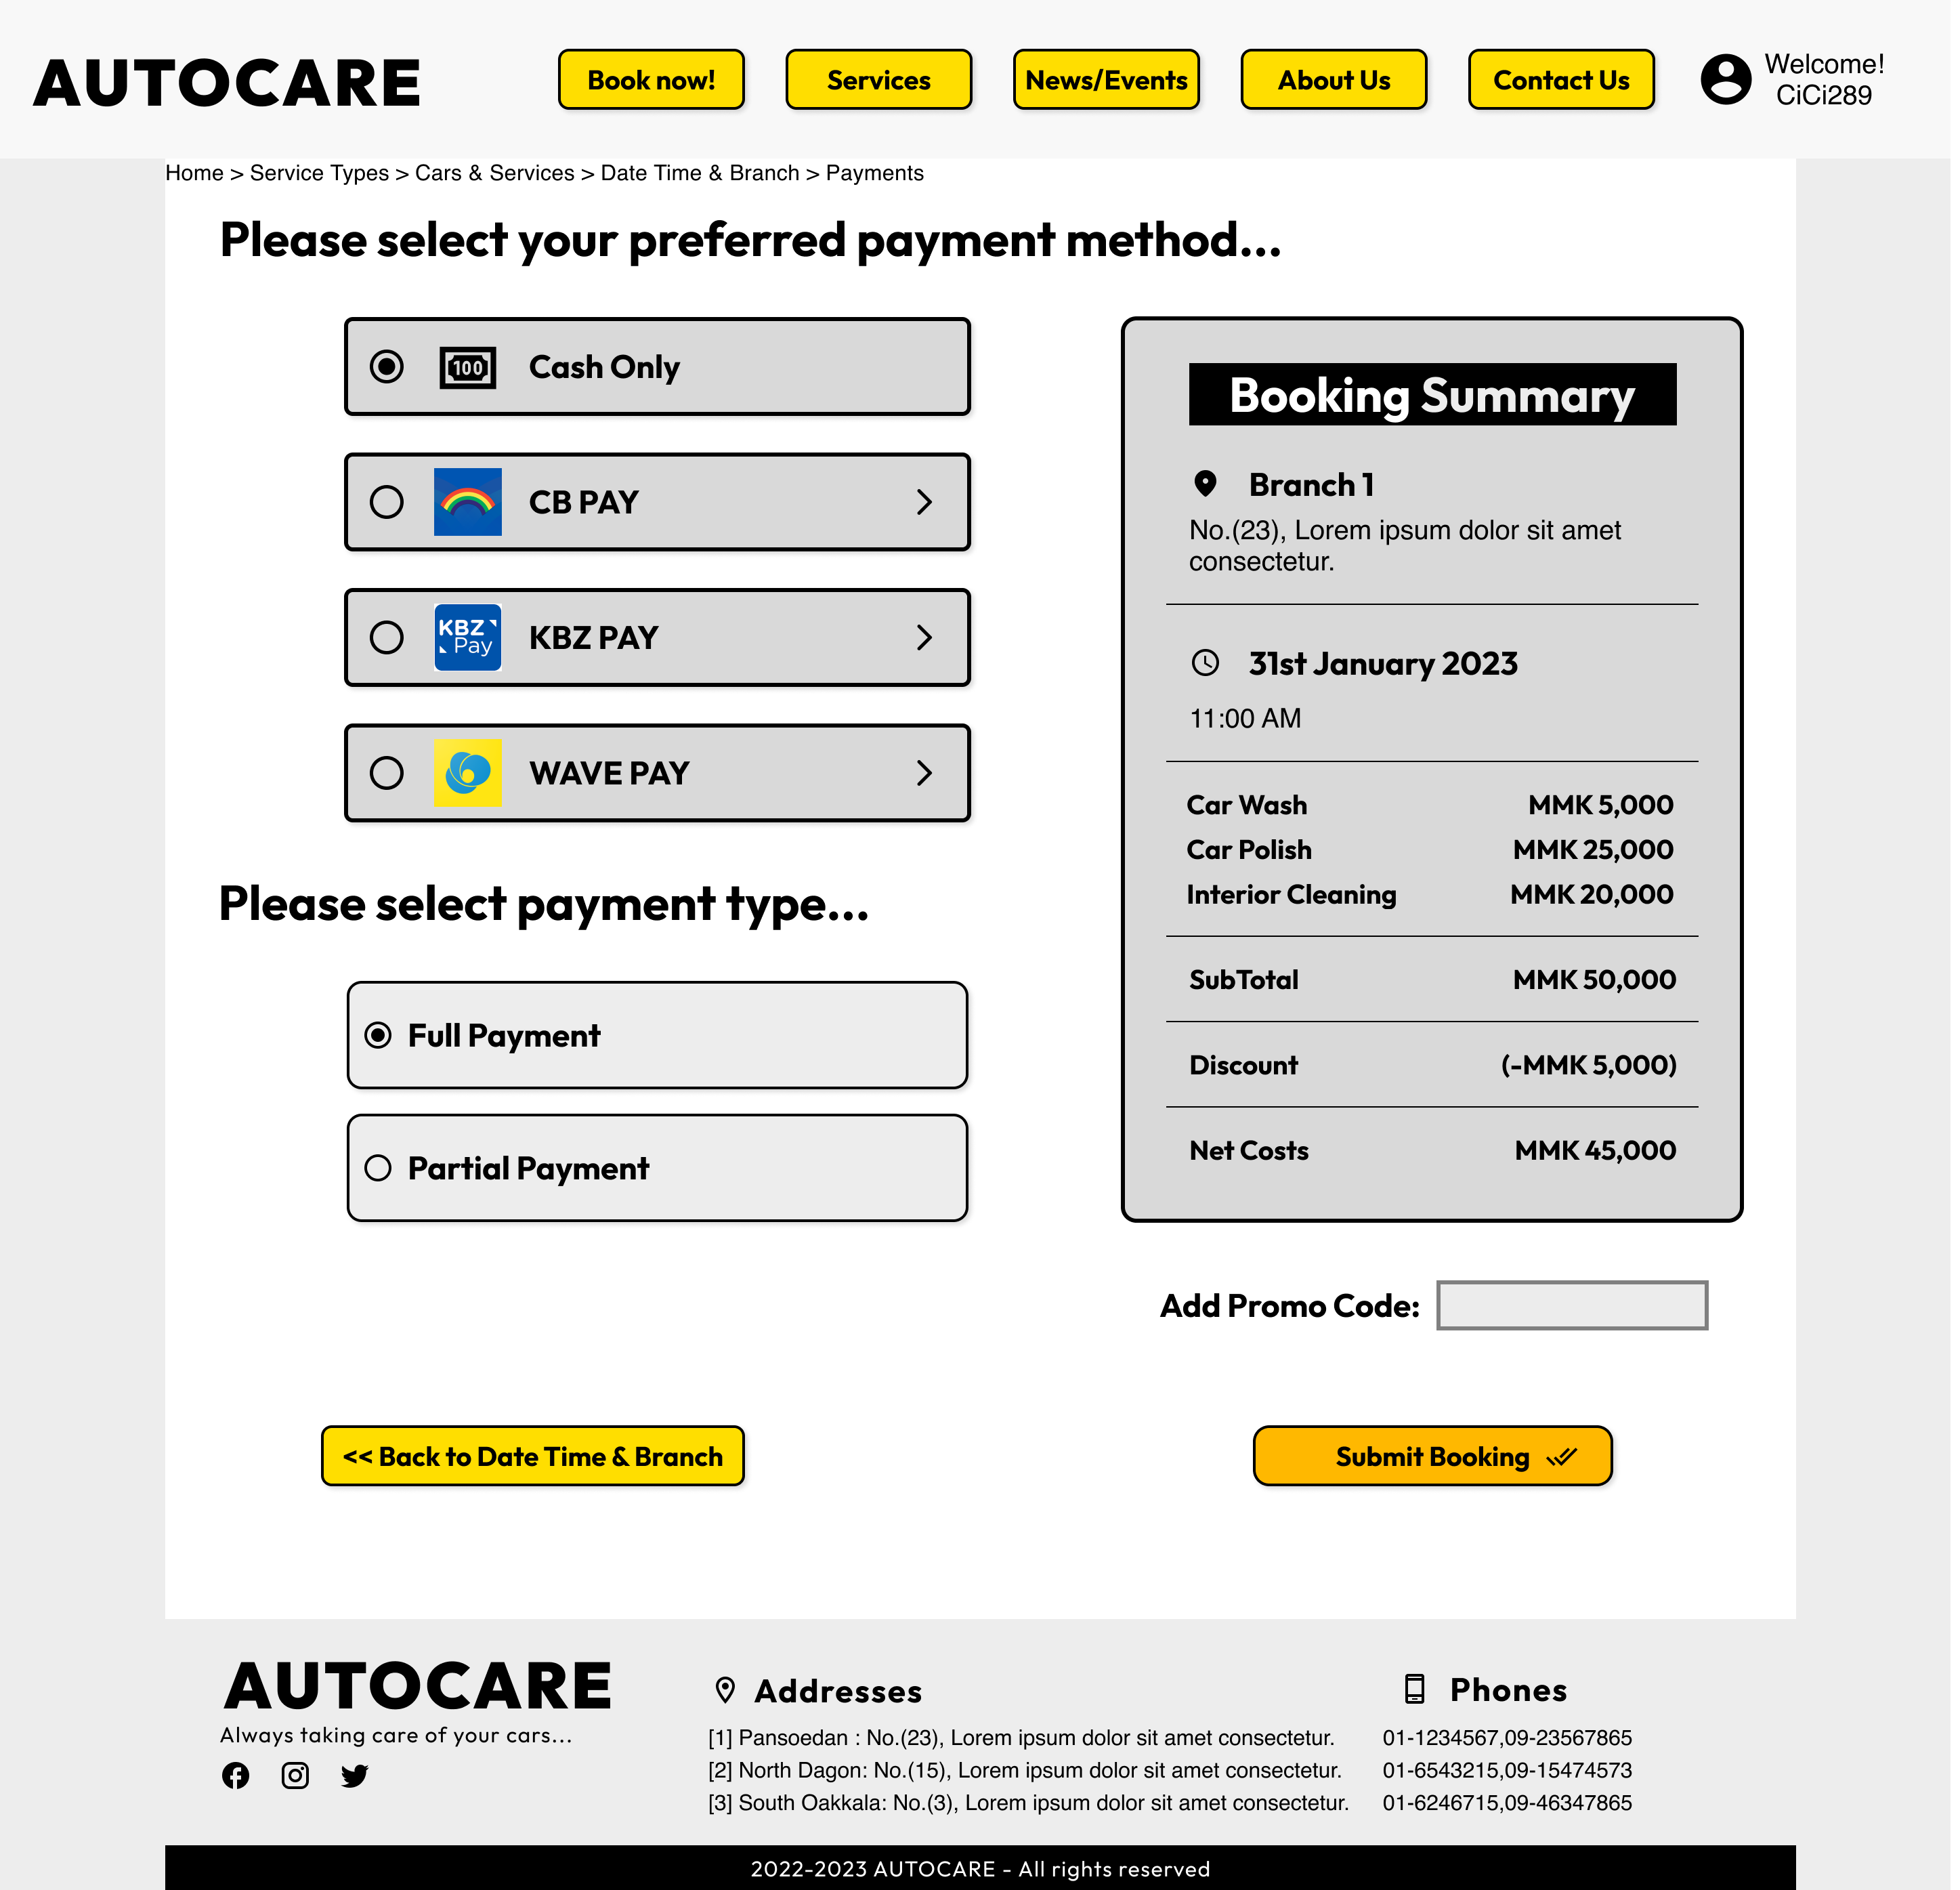 AUTOCARE
Book now!
Services
News/Events
About Us
Contact Us
Welcome!
CiCi289
Home > Service Types > Cars & Services > Date Time & Branch > Payments
Please select your preferred payment method...
100
Cash Only
CB PAY
KBZ
Pay
KBZ PAY
WAVE PAY
Please select payment type...
Full Payment
Partial Payment
Booking Summary
Branch 1
No.(23), Lorem ipsum dolor sit amet
consectetur.
31st January 2023
11:00 AM
Car Wash MMK 5,000
Car Polish MMK 25,000
Interior Cleaning MMK 20,000
SubTotal MMK 50,000
Discount (-MMK 5,000)
Net Costs MMK 45,000
Add Promo Code:
<< Back to Date Time & Branch
Submit Booking
AUTOCARE
Always taking care of your cars...
Addresses
[1] Pansoedan : No.(23), Lorem ipsum dolor sit amet consectetur.
[2] North Dagon: No.(15), Lorem ipsum dolor sit amet consectetur.
[3] South Oakkala: No.(3), Lorem ipsum dolor sit amet consectetur.
Phones
01-1234567,09-23567865
01-6543215,09-15474573
01-6246715,09-46347865
2022-2023 AUTOCARE - All rights reserved